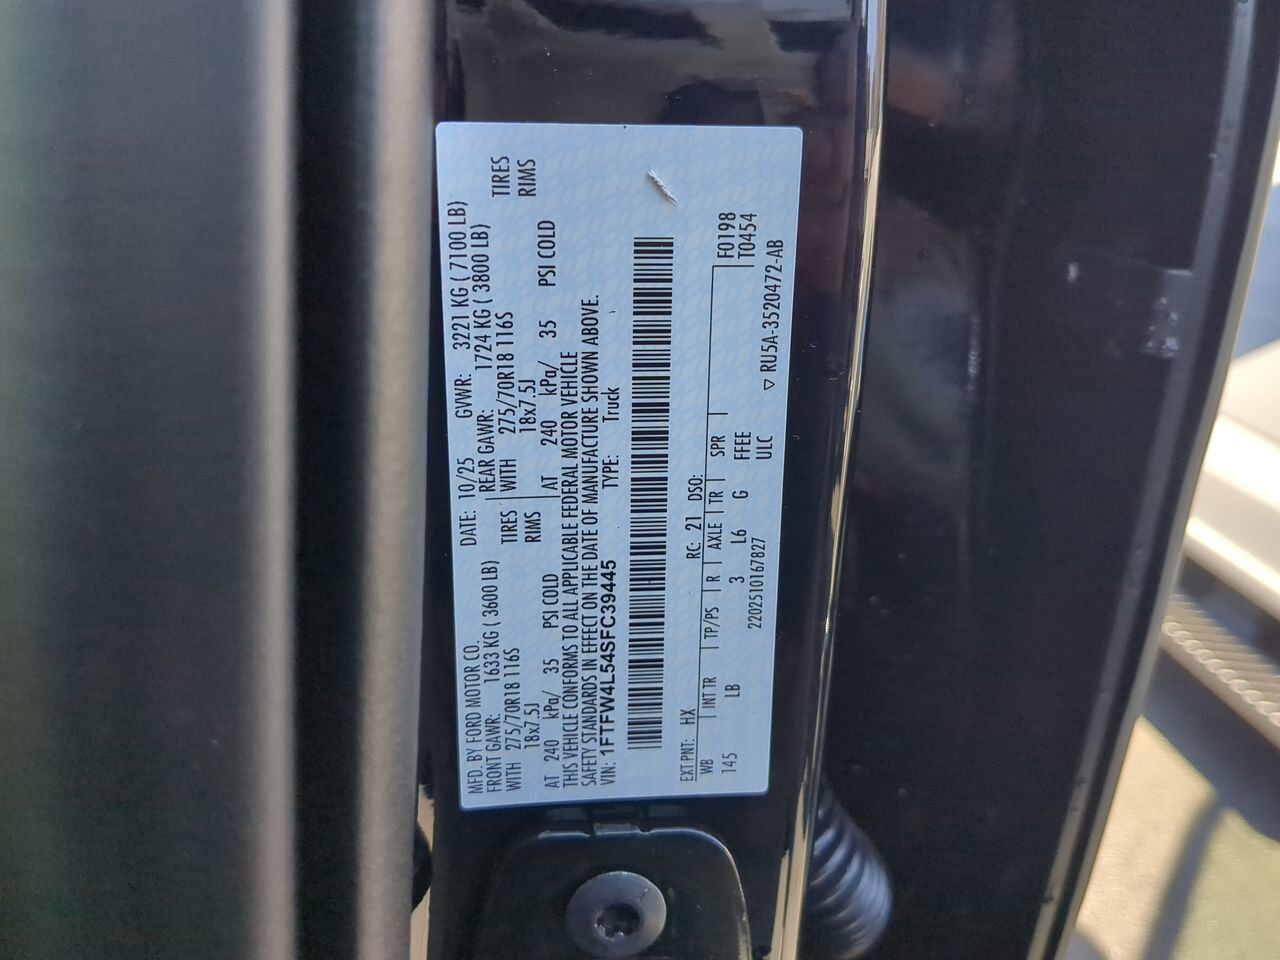 MFD. BY FORD MOTOR CO. DATE: 10/25 GVWR: 3221 KG ( 7100 LB)
FRONT GAWR: 1633 KG ( 3600 LB) REAR GAWR: 1724 KG ( 3800 LB)
WITH 275/70R18 116S TIRES WITH 275/70R18 116S TIRES
18x7.5J RIMS 18x7.5J RIMS
AT 240 kPa/ 35 PSI COLD AT 240 kPa/ 35 PSI COLD
THIS VEHICLE CONFORMS TO ALL APPLICABLE FEDERAL MOTOR VEHICLE
SAFETY STANDARDS IN EFFECT ON THE DATE OF MANUFACTURE SHOWN ABOVE.
VIN: 1FTFW4L54SFC39445 TYPE: Truck
EXT PNT: HX RC: 21 DSO:
WB INT TR TP/PS R AXLE TR SPR F0198
145 LB 3 L6 G FFEE T0454
2202510167827 ULC
▽ RU5A-3520472-AB